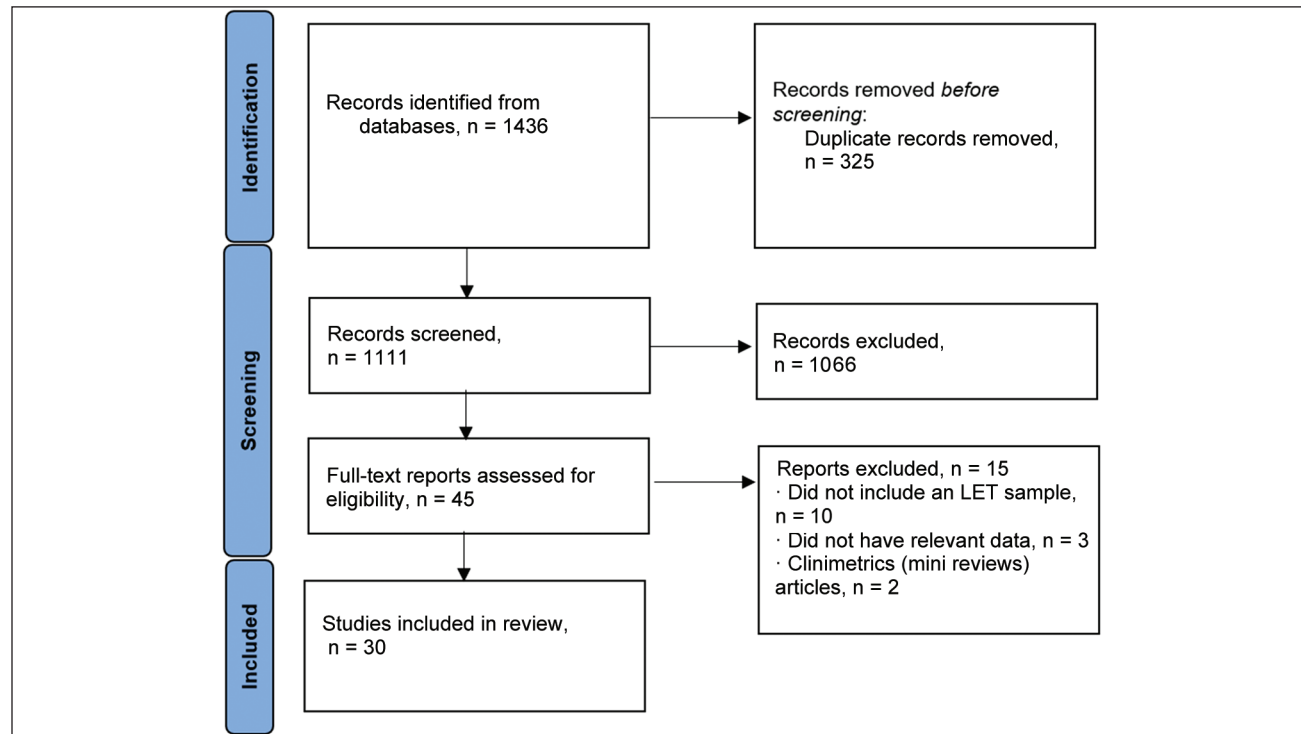 Identification
Records identified from
databases, n = 1436
Records removed before
screening:
Duplicate records removed,
n = 325
Screening
Records screened,
n = 1111
Records excluded,
n = 1066
Full-text reports assessed for
eligibility, n = 45
Reports excluded, n = 15
· Did not include an LET sample,
n = 10
· Did not have relevant data, n = 3
· Clinimetrics (mini reviews)
articles, n = 2
Included
Studies included in review,
n = 30